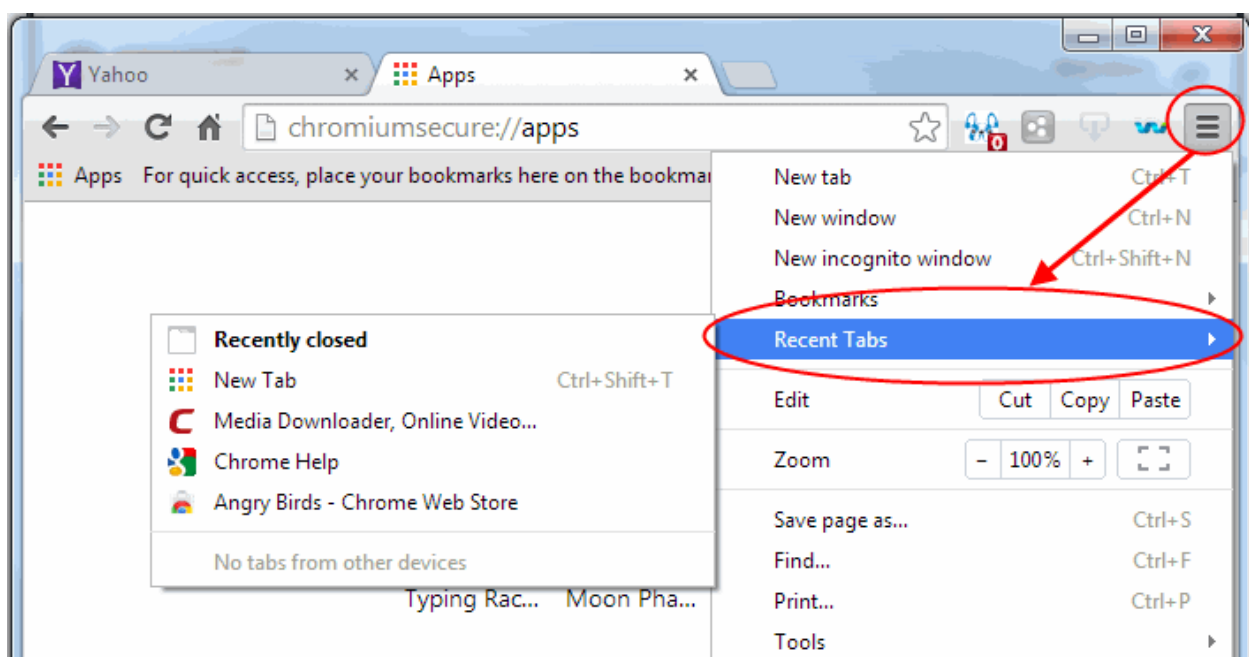 Yahoo
Apps
chromiumsecure://apps
0
Apps For quick access, place your bookmarks here on the bookmar
New tab Ctrl+T
New window Ctrl+N
New incognito window Ctrl+Shift+N
Bookmarks
Recent Tabs
Edit Cut Copy Paste
Zoom - 100% +
Save page as... Ctrl+S
Find... Ctrl+F
Print... Ctrl+P
Tools
Recently closed
New Tab Ctrl+Shift+T
Media Downloader, Online Video...
Chrome Help
Angry Birds - Chrome Web Store
No tabs from other devices
Typing Rac... Moon Pha...